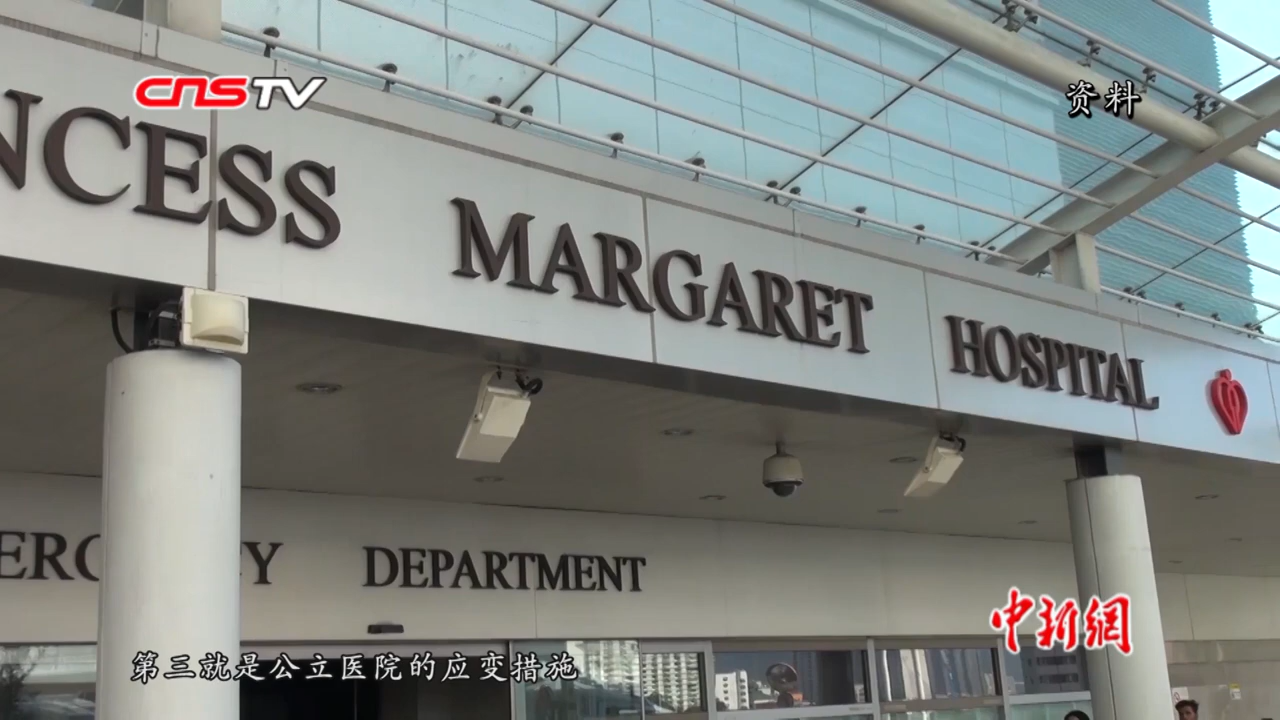 CNSTV
资料
NCESS MARGARET HOSPITAL
DEPARTMENT
中新網
第三就是公立医院的应变措施